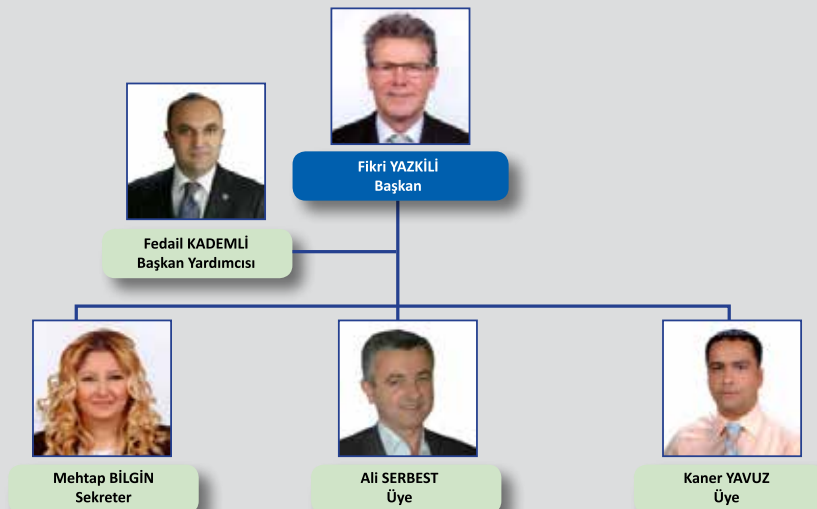 Fikri YAZKİLİ
Başkan
Fedail KADEMLİ
Başkan Yardımcısı
Mehtap BİLGİN
Sekreter
Ali SERBEST
Üye
Kaner YAVUZ
Üye